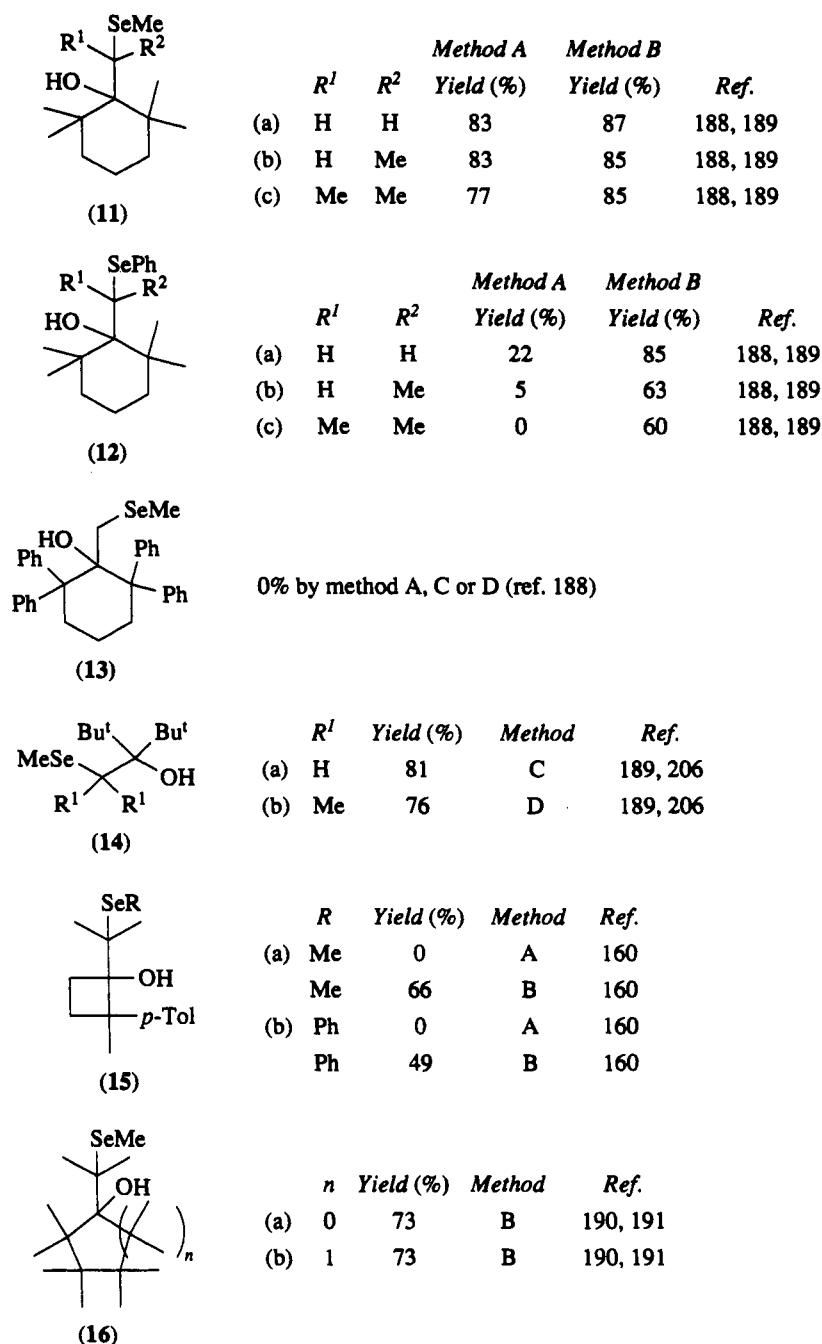 SeMe
R¹ R²
HO
(11)
Method A Method B
R¹ R² Yield (%) Yield (%) Ref.
(a) H H 83 87 188, 189
(b) H Me 83 85 188, 189
(c) Me Me 77 85 188, 189
SePh
R¹ R²
HO
(12)
Method A Method B
R¹ R² Yield (%) Yield (%) Ref.
(a) H H 22 85 188, 189
(b) H Me 5 63 188, 189
(c) Me Me 0 60 188, 189
SeMe
HO
Ph Ph
Ph Ph
(13)
0% by method A, C or D (ref. 188)
Buᵗ Buᵗ
MeSe
OH
R¹ R¹
(14)
R¹ Yield (%) Method Ref.
(a) H 81 C 189, 206
(b) Me 76 D 189, 206
SeR
OH
p-Tol
(15)
R Yield (%) Method Ref.
(a) Me 0 A 160
Me 66 B 160
(b) Ph 0 A 160
Ph 49 B 160
SeMe
OH
( )n
(16)
n Yield (%) Method Ref.
(a) 0 73 B 190, 191
(b) 1 73 B 190, 191